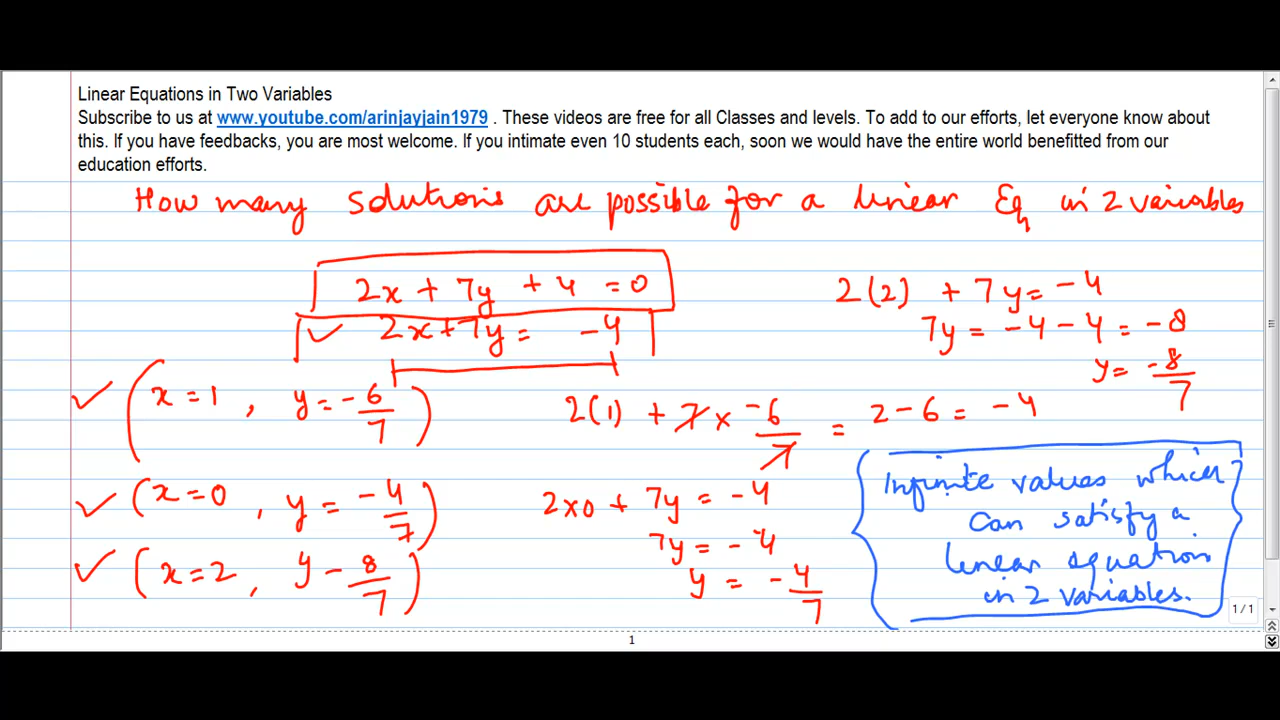 Linear Equations in Two Variables
Subscribe to us at www.youtube.com/arinjayjain1979 . These videos are free for all Classes and levels. To add to our efforts, let everyone know about
this. If you have feedbacks, you are most welcome. If you intimate even 10 students each, soon we would have the entire world benefitted from our
education efforts.
How many solutions are possible for a linear Eqn in 2 variables
2x + 7y + 4 = 0
✓ 2x + 7y = -4
2(2) + 7y = -4
7y = -4 - 4 = -8
y = -8/7
✓ (x = 1 , y = -6/7)
2(1) + 7 x -6/7 = 2 - 6 = -4
✓ (x = 0 , y = -4/7)
2x0 + 7y = -4
7y = -4
y = -4/7
✓ (x = 2 , y - 8/7)
Infinite values which
can satisfy a
linear equation
in 2 variables.
1 / 1
1